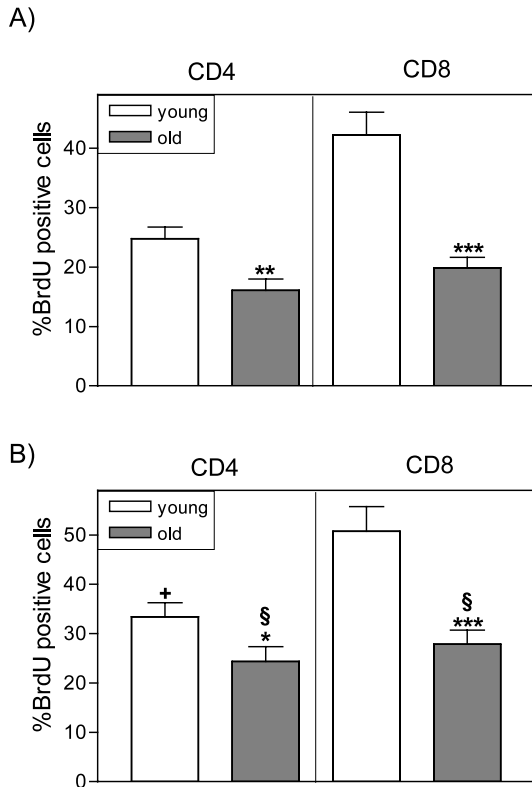 A)
CD4 CD8
young
old
%BrdU positive cells
40
30
20
10
0
**
***
B)
CD4 CD8
young
old
%BrdU positive cells
50
40
30
20
10
0
+
§
*
§
***